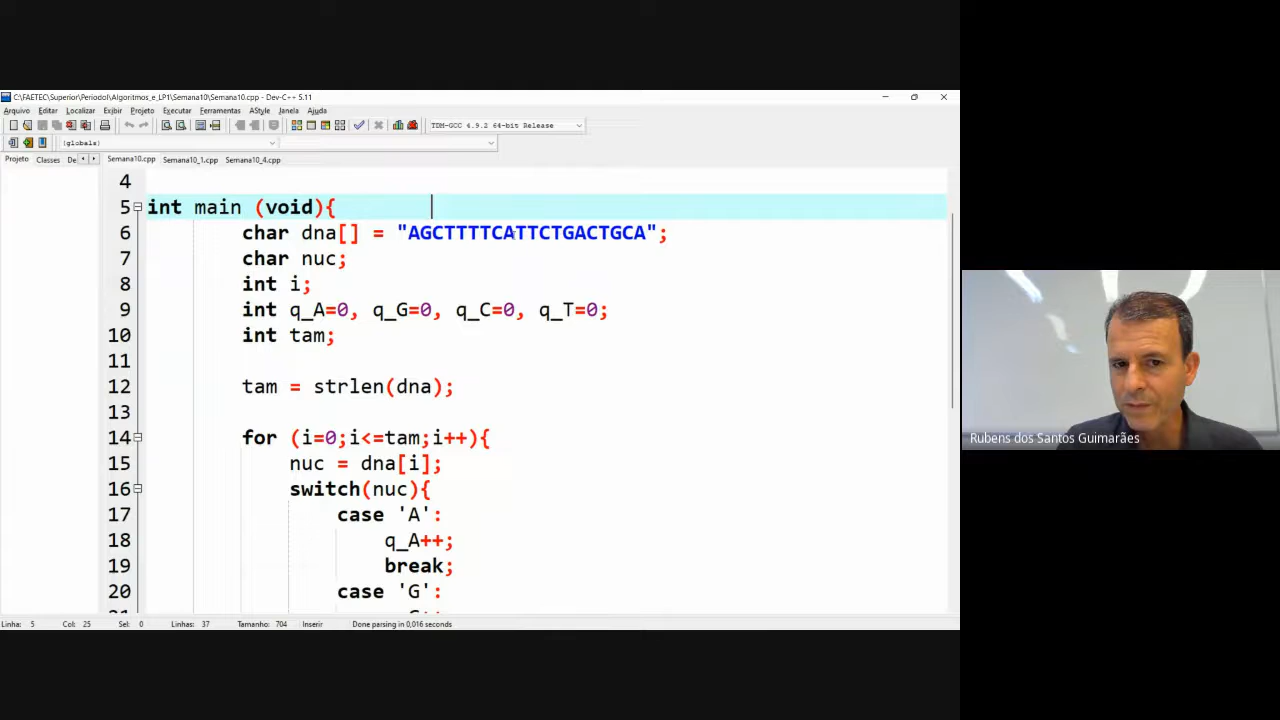 C:\FAETEC\Superior\PeriodoI\Algoritmos_e_LP1\Semana10\Semana10.cpp - Dev-C++ 5.11
Arquivo Editar Localizar Exibir Projeto Executar Ferramentas AStyle Janela Ajuda
TDM-GCC 4.9.2 64-bit Release
(globals)
Projeto Classes De Semana10.cpp Semana10_1.cpp Semana10_4.cpp
4
5 int main (void){
6 char dna[] = "AGCTTTTCATTCTGACTGCA";
7 char nuc;
8 int i;
9 int q_A=0, q_G=0, q_C=0, q_T=0;
10 int tam;
11
12 tam = strlen(dna);
13
14 for (i=0;i<=tam;i++){
15 nuc = dna[i];
16 switch(nuc){
17 case 'A':
18 q_A++;
19 break;
20 case 'G':
Linha: 5 Col: 25 Sel: 0 Linhas: 37 Tamanho: 704 Inserir Done parsing in 0,016 seconds
Rubens dos Santos Guimarães